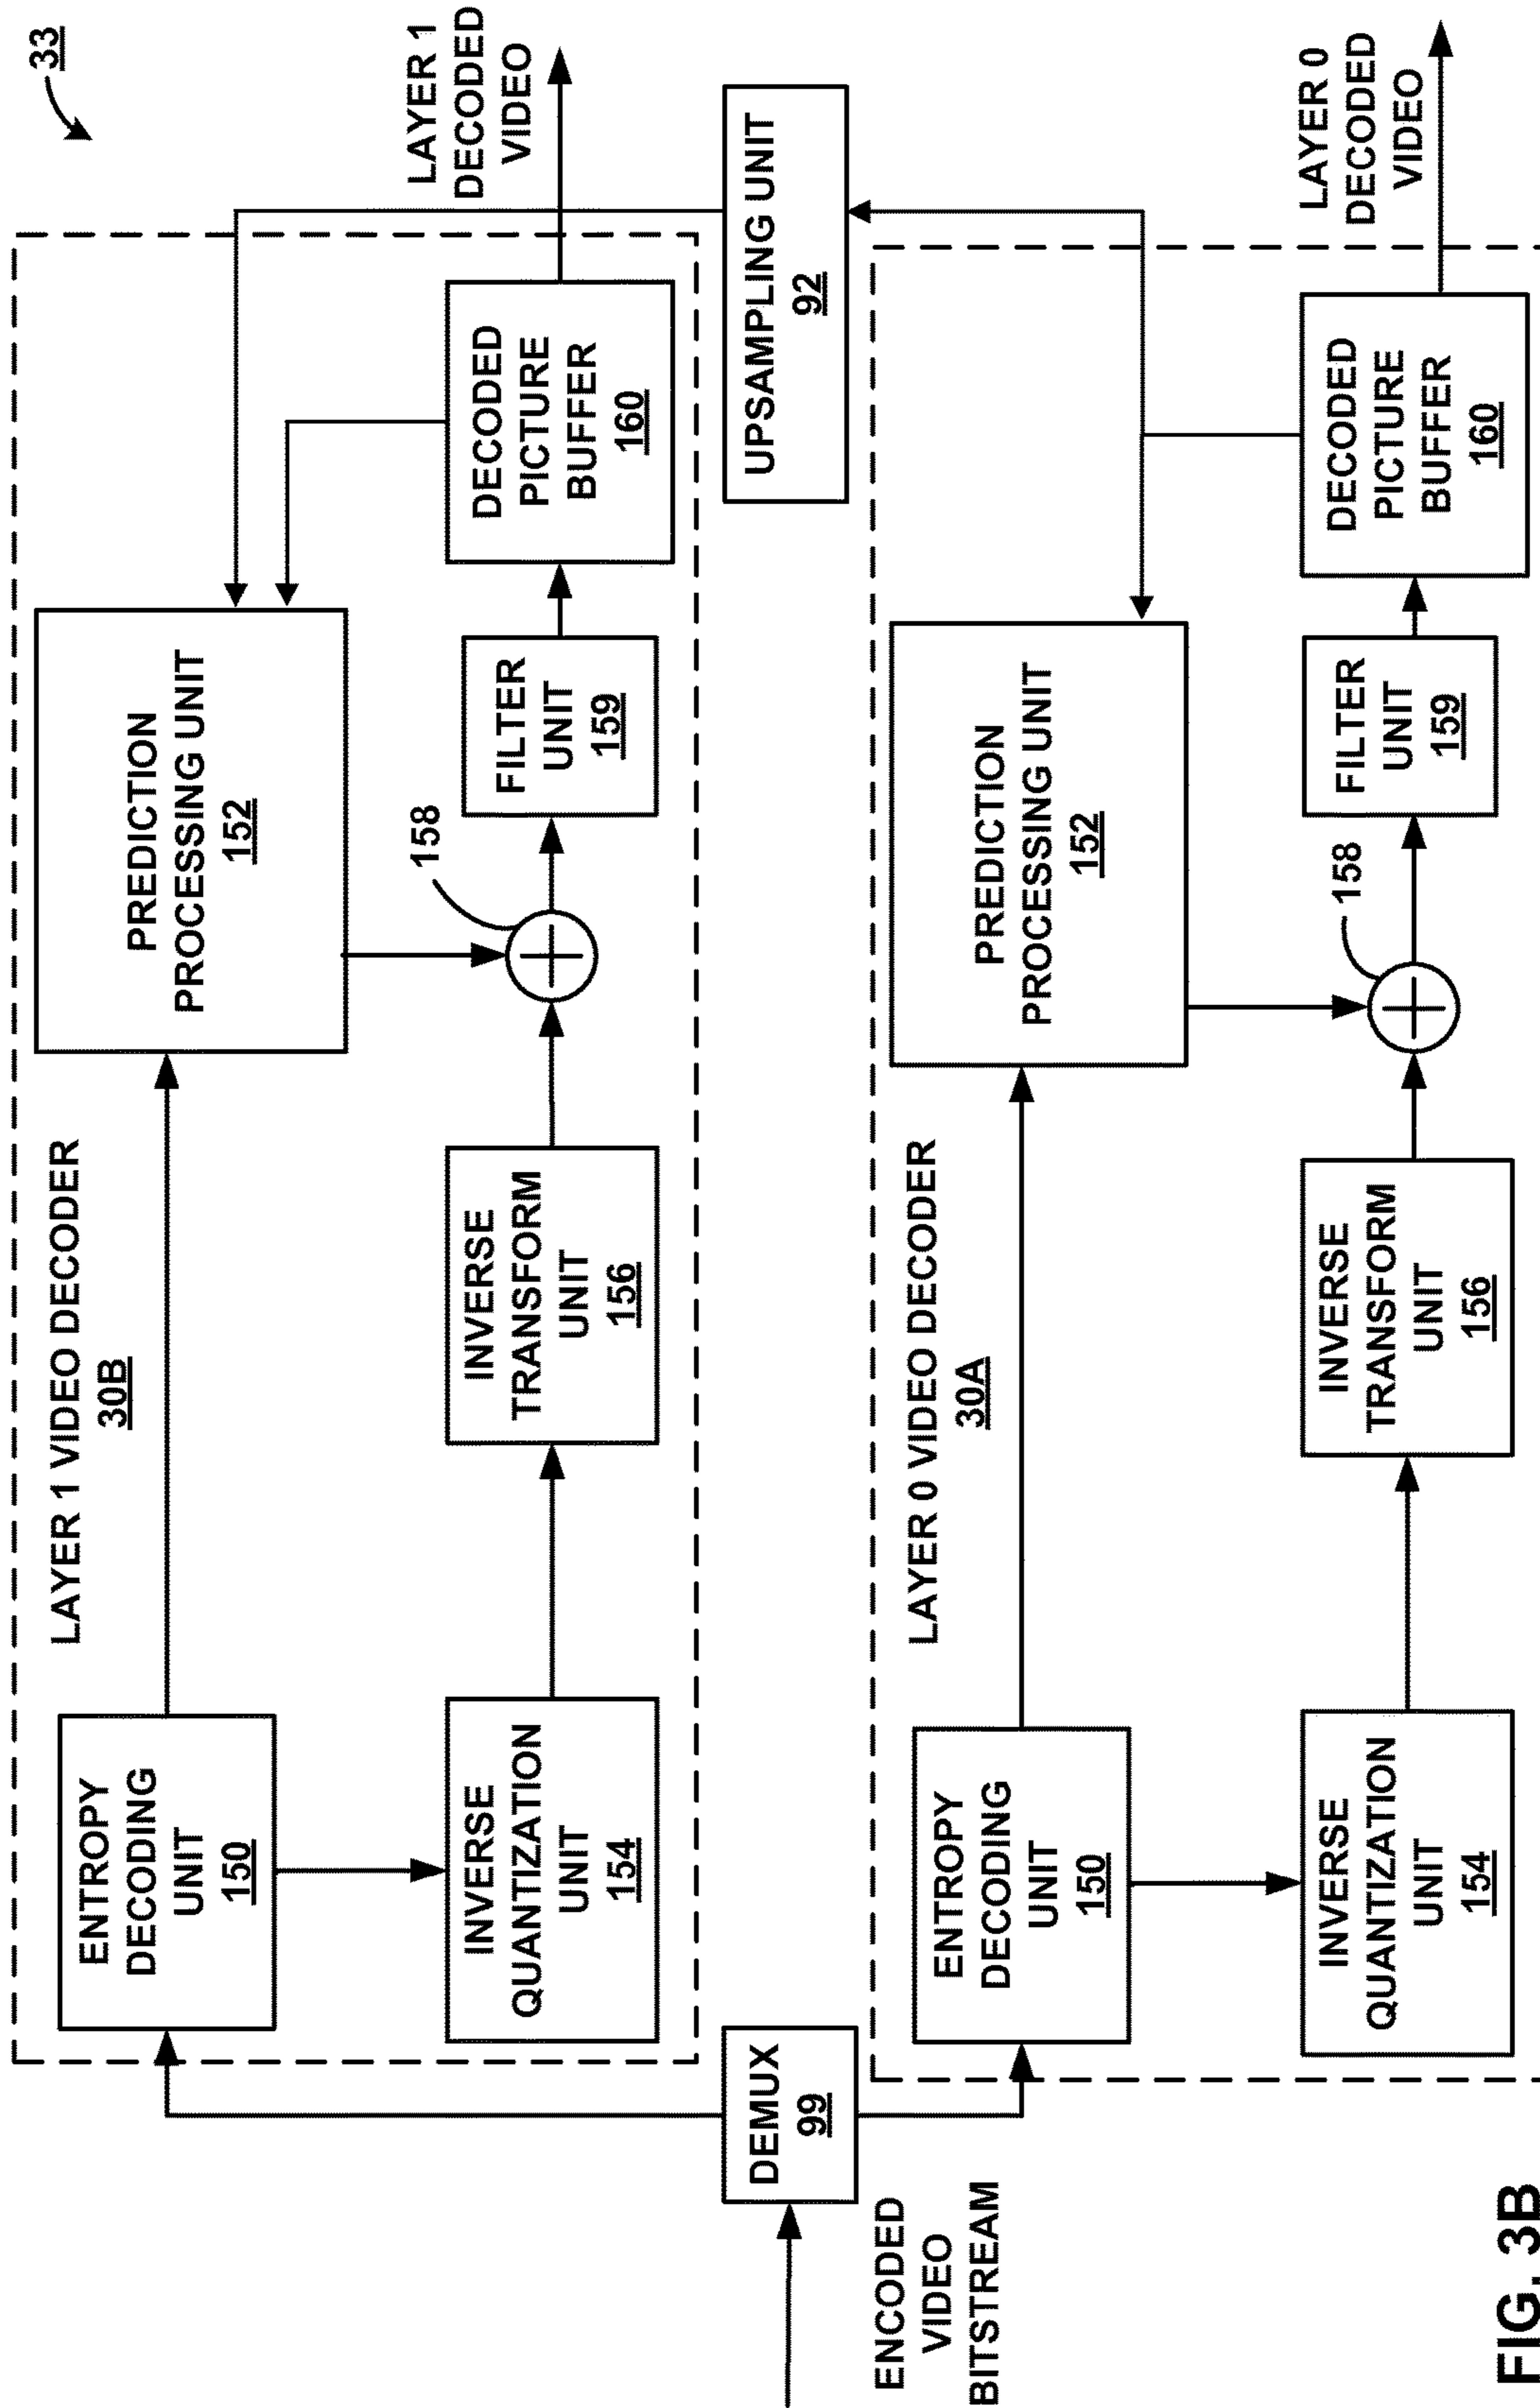 33
LAYER 1 VIDEO DECODER
30B
ENTROPY
DECODING
UNIT
150
PREDICTION
PROCESSING UNIT
152
INVERSE
QUANTIZATION
UNIT
154
INVERSE
TRANSFORM
UNIT
156
158
FILTER
UNIT
159
DECODED
PICTURE
BUFFER
160
LAYER 1
DECODED
VIDEO
DEMUX
99
ENCODED
VIDEO
BITSTREAM
UPSAMPLING UNIT
92
LAYER 0 VIDEO DECODER
30A
ENTROPY
DECODING
UNIT
150
PREDICTION
PROCESSING UNIT
152
INVERSE
QUANTIZATION
UNIT
154
INVERSE
TRANSFORM
UNIT
156
158
FILTER
UNIT
159
DECODED
PICTURE
BUFFER
160
LAYER 0
DECODED
VIDEO
FIG. 3B